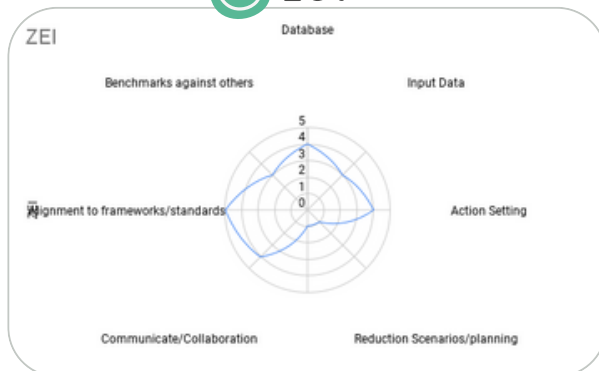 ZEI
Database
Benchmarks against others
Input Data
5
4
3
2
1
0
Alignment to frameworks/standards
Action Setting
Communicate/Collaboration
Reduction Scenarios/planning